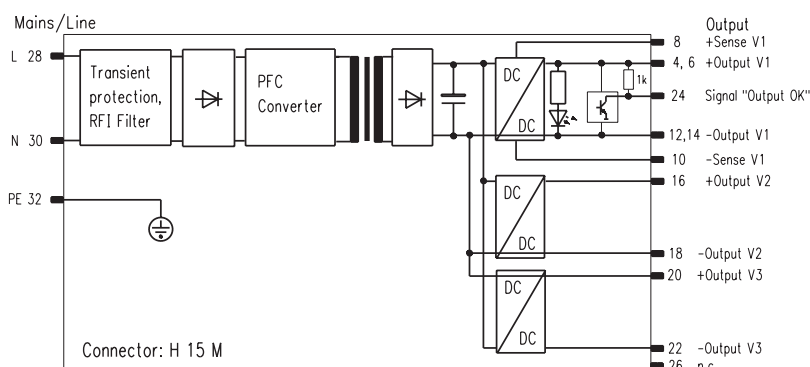 Mains/Line
Output
8 +Sense V1
L 28
4, 6 +Output V1
Transient
protection,
RFI Filter
PFC
Converter
DC
DC
1k
24 Signal "Output OK"
N 30
12,14 -Output V1
10 -Sense V1
16 +Output V2
PE 32
DC
DC
18 -Output V2
20 +Output V3
DC
DC
22 -Output V3
Connector: H 15 M
26 n.c.